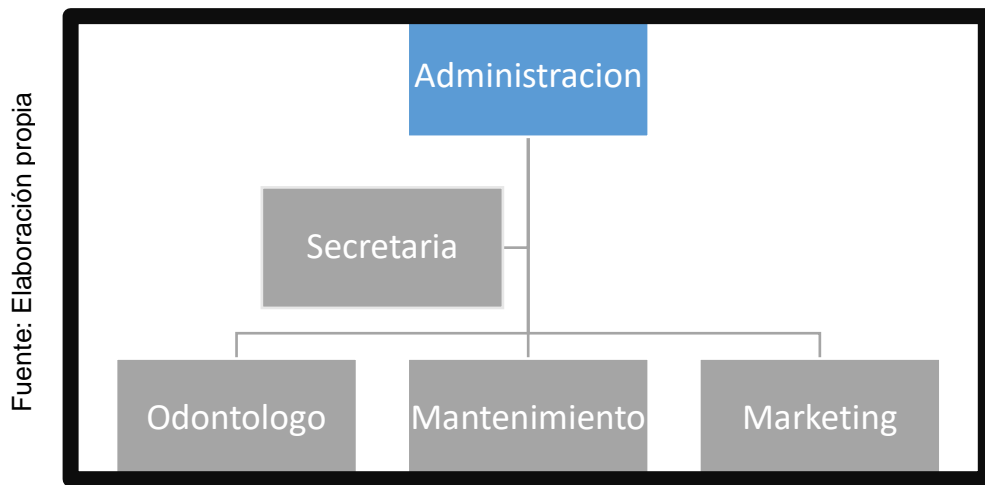 Administracion
Secretaria
Odontologo
Mantenimiento
Marketing
Fuente: Elaboración propia